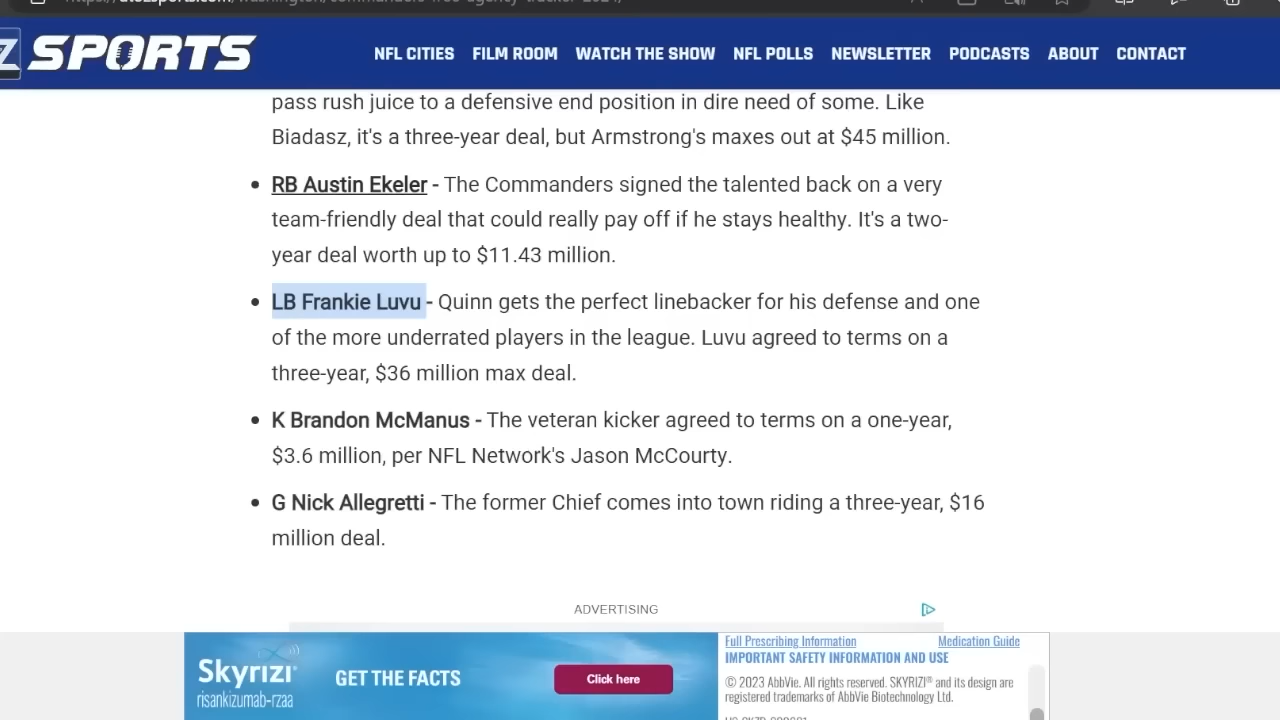 Z SPORTS
NFL CITIES FILM ROOM WATCH THE SHOW NFL POLLS NEWSLETTER PODCASTS ABOUT CONTACT
pass rush juice to a defensive end position in dire need of some. Like
Biadasz, it's a three-year deal, but Armstrong's maxes out at $45 million.
RB Austin Ekeler - The Commanders signed the talented back on a very
team-friendly deal that could really pay off if he stays healthy. It's a two-
year deal worth up to $11.43 million.
LB Frankie Luvu - Quinn gets the perfect linebacker for his defense and one
of the more underrated players in the league. Luvu agreed to terms on a
three-year, $36 million max deal.
K Brandon McManus - The veteran kicker agreed to terms on a one-year,
$3.6 million, per NFL Network's Jason McCourty.
G Nick Allegretti - The former Chief comes into town riding a three-year, $16
million deal.
ADVERTISING
Skyrizi®
risankizumab-rzaa
GET THE FACTS
Click here
Full Prescribing Information Medication Guide
IMPORTANT SAFETY INFORMATION AND USE
© 2023 AbbVie. All rights reserved. SKYRIZI® and its design are
registered trademarks of AbbVie Biotechnology Ltd.